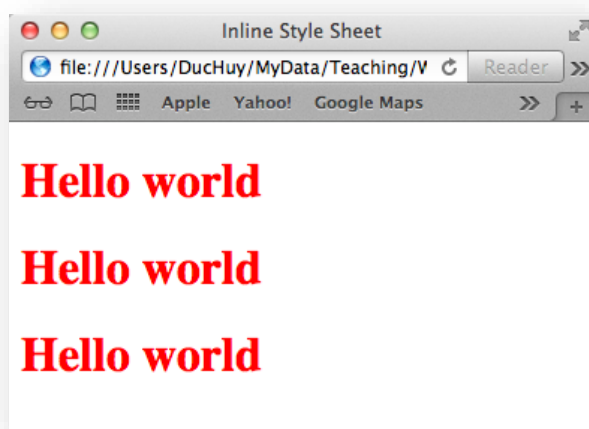 Inline Style Sheet
file:///Users/DucHuy/MyData/Teaching/W Reader
Apple Yahoo! Google Maps
Hello world
Hello world
Hello world